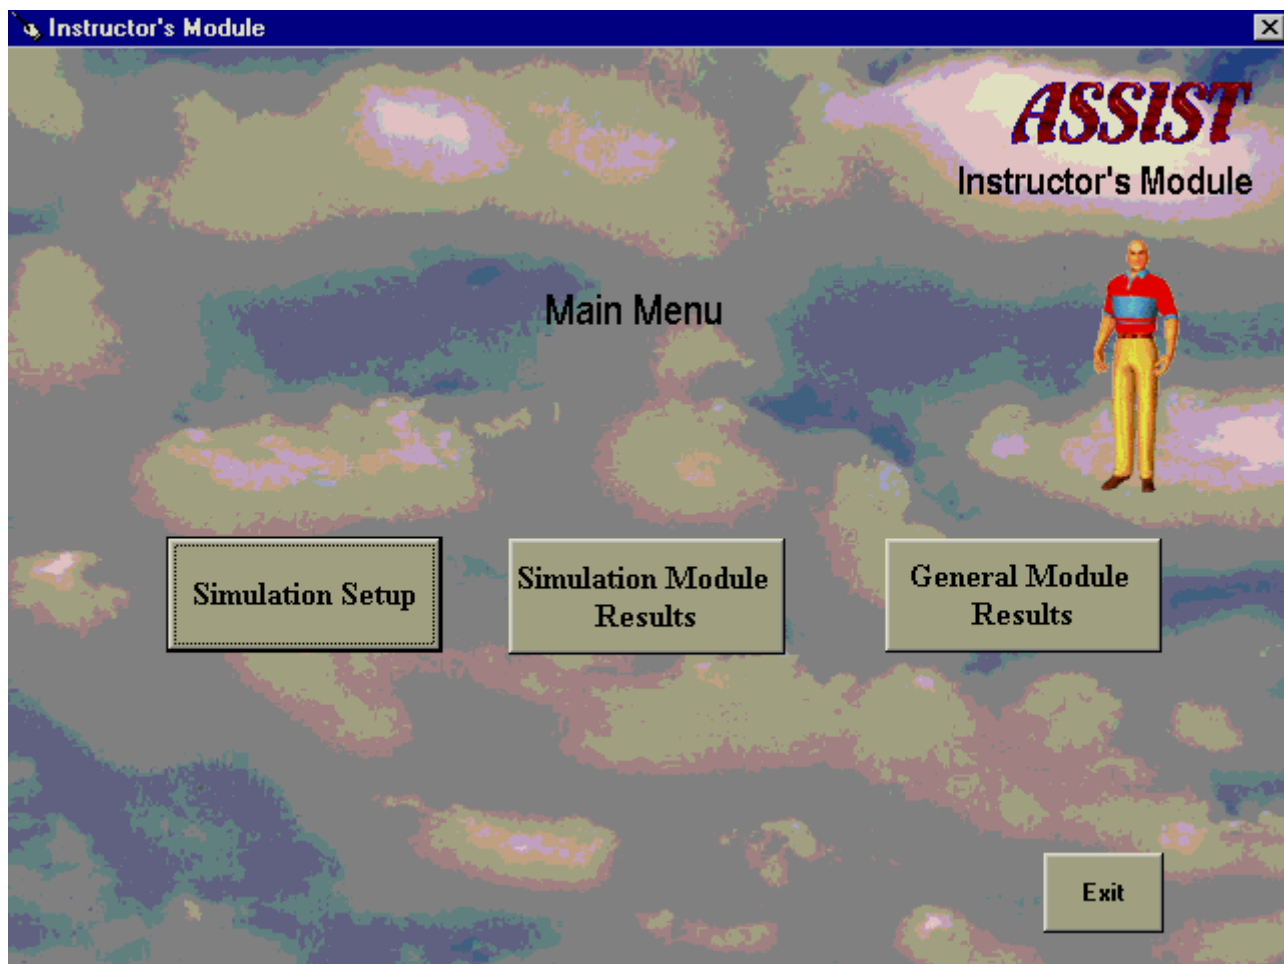 Instructor's Module
ASSIST
Instructor's Module
Main Menu
Simulation Setup
Simulation Module
Results
General Module
Results
Exit